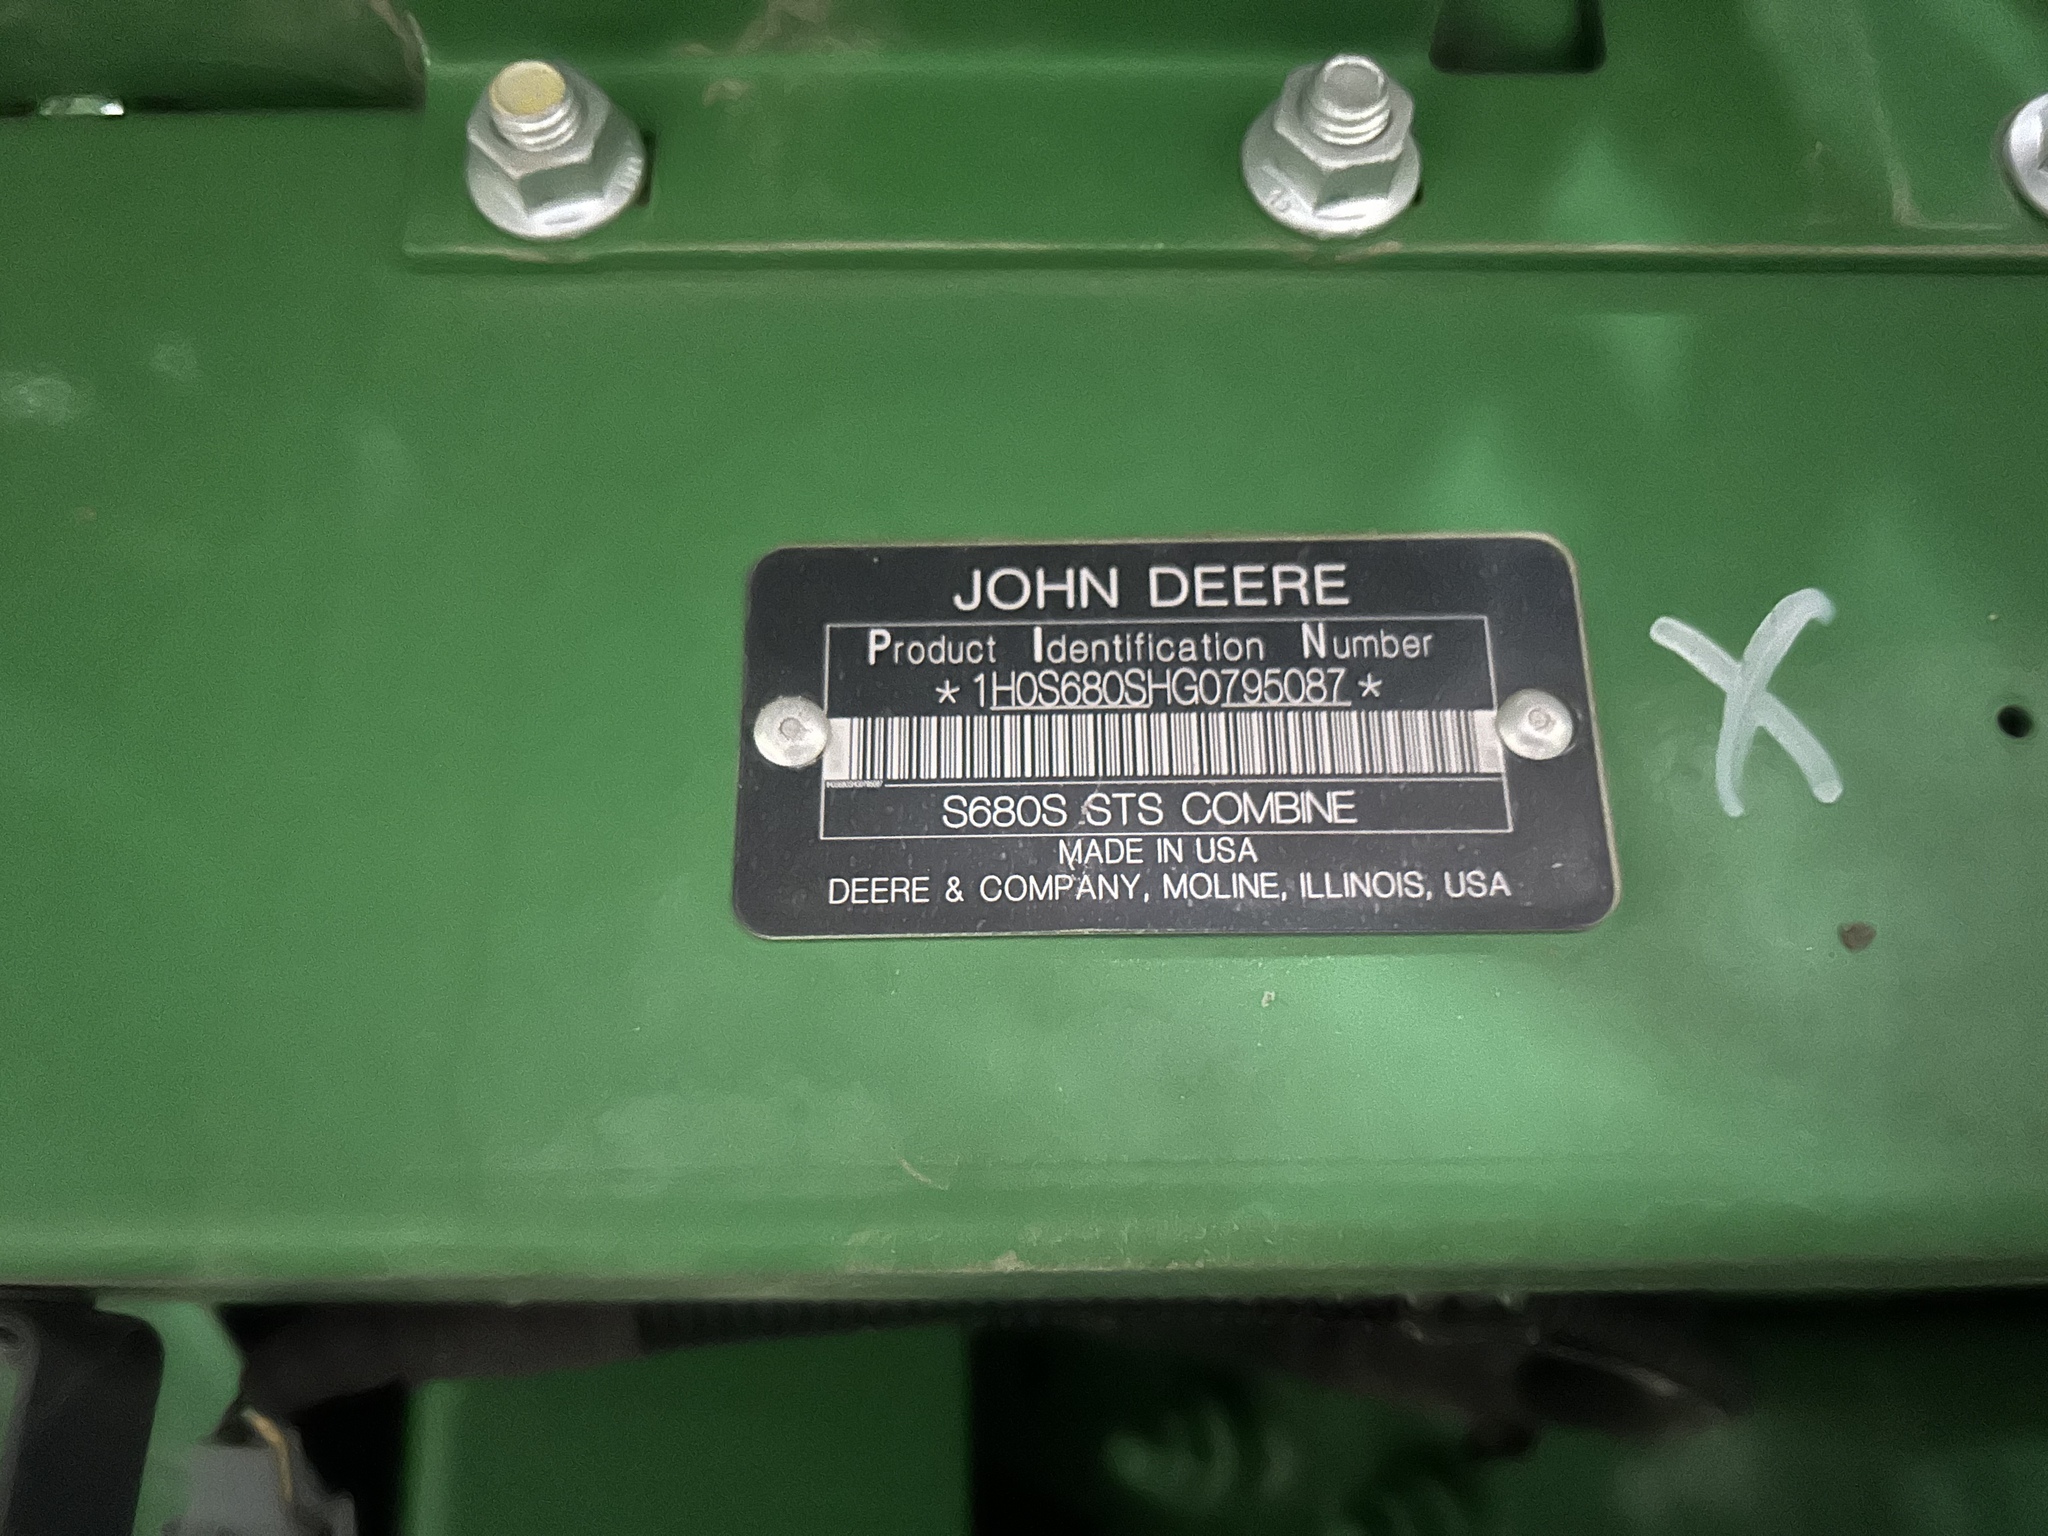 JOHN DEERE
Product Identification Number
*1H0S680SHG0795087*
S680S STS COMBINE
MADE IN USA
DEERE & COMPANY, MOLINE, ILLINOIS, USA
X